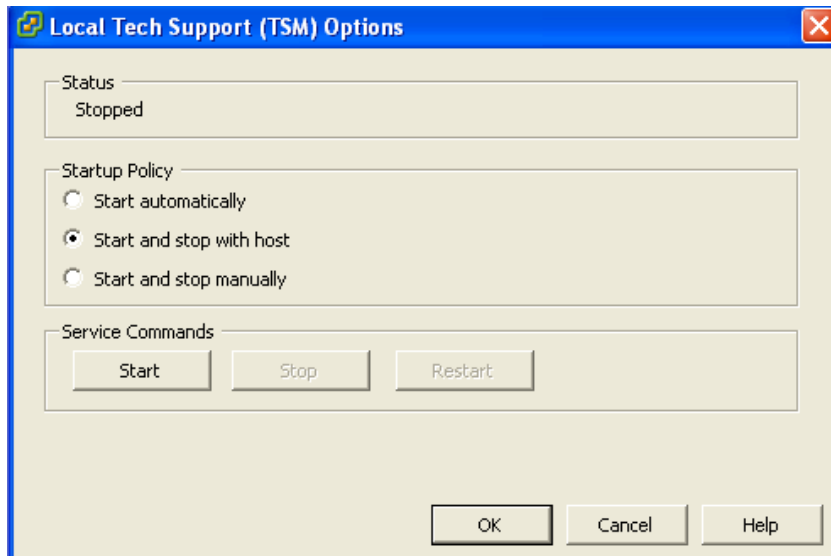 Local Tech Support (TSM) Options
Status
Stopped
Startup Policy
Start automatically
Start and stop with host
Start and stop manually
Service Commands
Start Stop Restart
OK Cancel Help